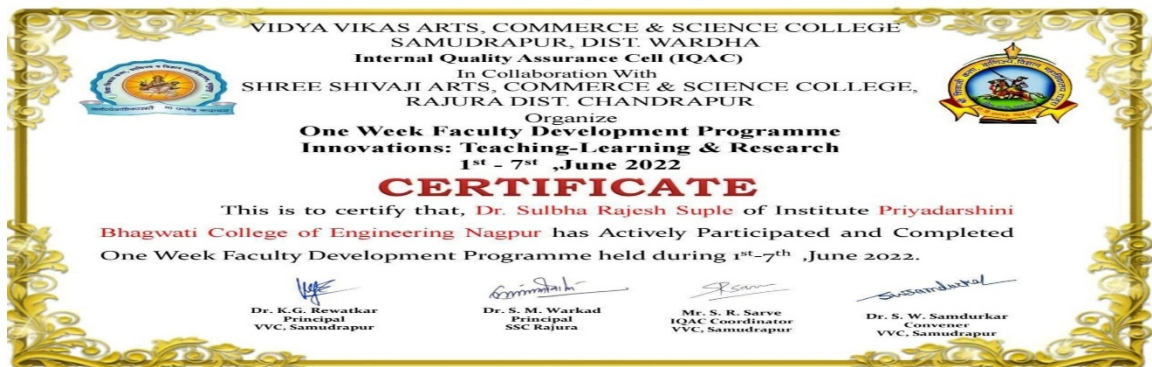 VIDYA VIKAS ARTS, COMMERCE & SCIENCE COLLEGE
SAMUDRAPUR, DIST. WARDHA
Internal Quality Assurance Cell (IQAC)
In Collaboration With
SHREE SHIVAJI ARTS, COMMERCE & SCIENCE COLLEGE,
RAJURA DIST. CHANDRAPUR
Organize
One Week Faculty Development Programme
Innovations: Teaching-Learning & Research
1st - 7st ,June 2022
CERTIFICATE
This is to certify that, Dr. Sulbha Rajesh Suple of Institute Priyadarshini
Bhagwati College of Engineering Nagpur has Actively Participated and Completed
One Week Faculty Development Programme held during 1st-7th ,June 2022.
Dr. K.G. Rewatkar
Principal
VVC, Samudrapur
Dr. S. M. Warkad
Principal
SSC Rajura
Mr. S. R. Sarve
IQAC Coordinator
VVC, Samudrapur
Dr. S. W. Samdurkar
Convener
VVC, Samudrapur